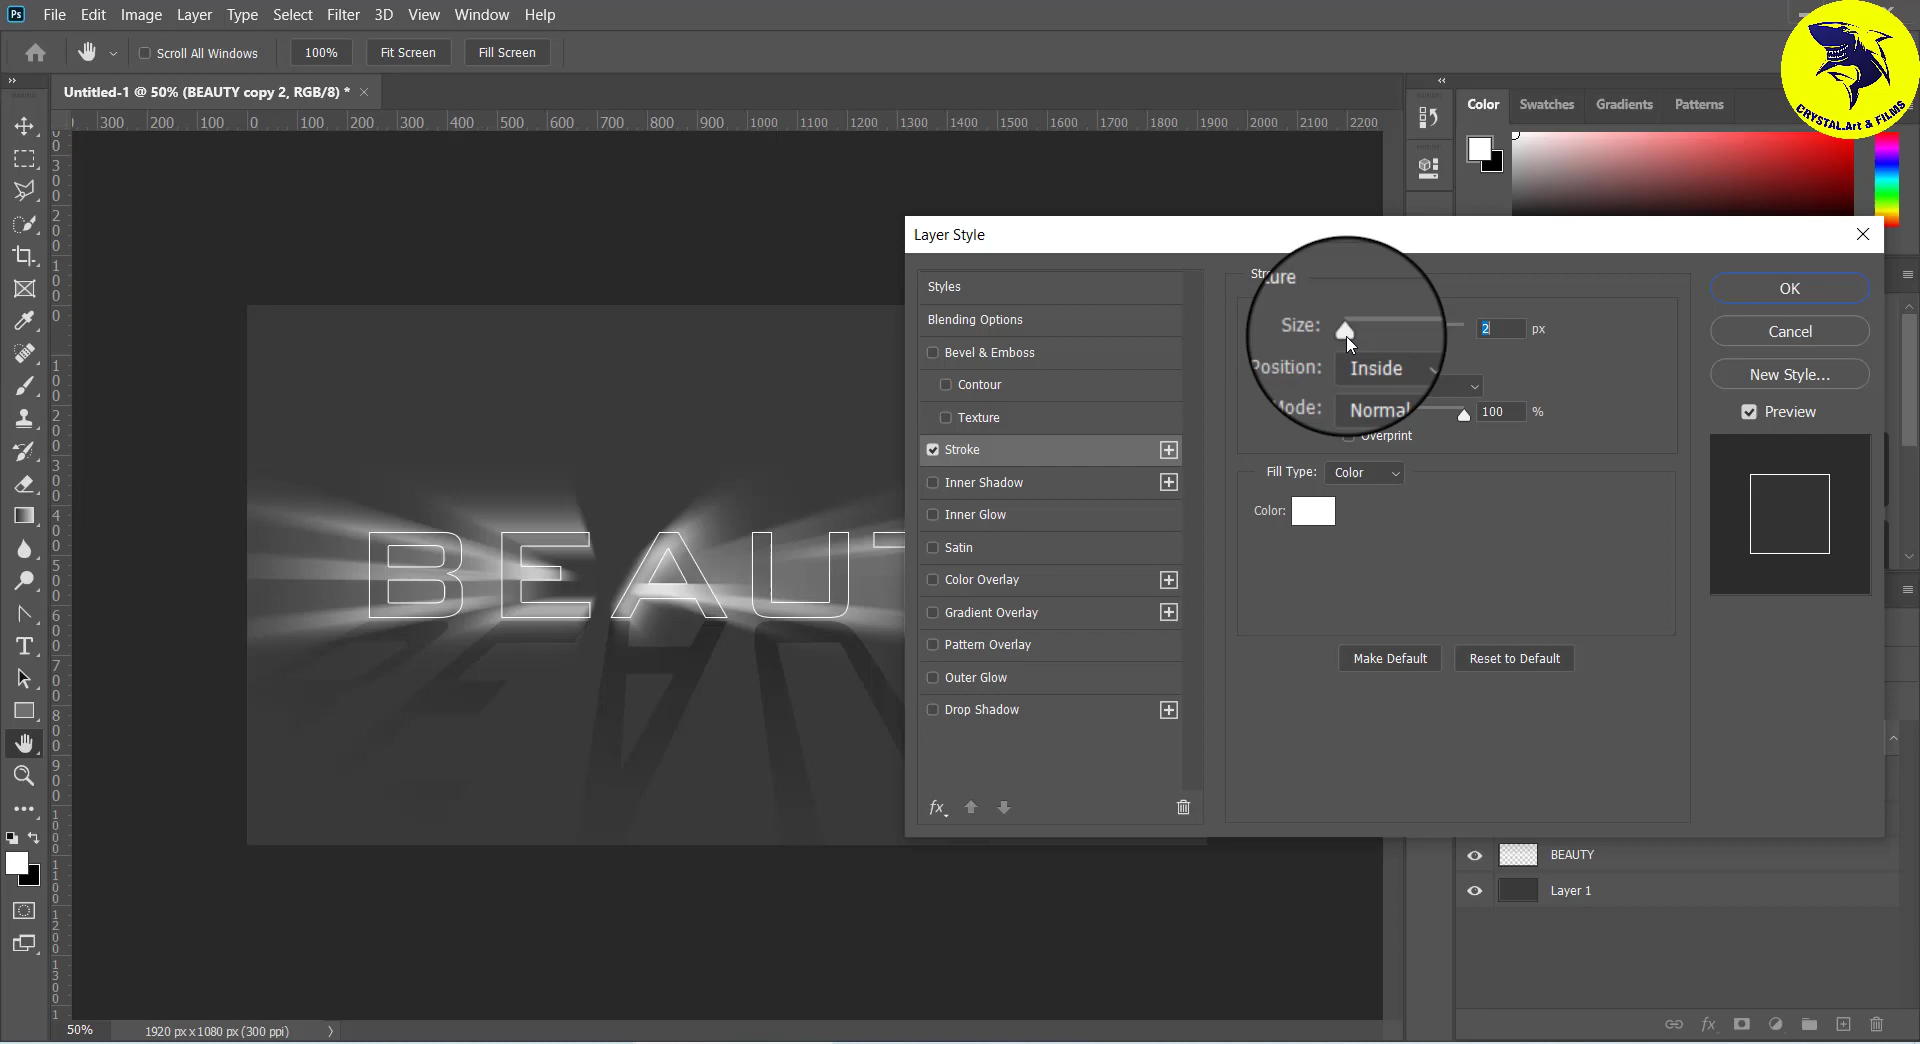 Ps File Edit Image Layer Type Select Filter 3D View Window Help
Scroll All Windows 100% Fit Screen Fill Screen
CRYSTAL.Art & FILMS
Untitled-1 @ 50% (BEAUTY copy 2, RGB/8) *
Color Swatches Gradients Patterns
300 200 100 0 100 200 300 400 500 600 700 800 900 1000 1100 1200 1300 1400 1500 1600 1700 1800 1900 2000 2100 2200
Layer Style
Styles
Blending Options
Bevel & Emboss
Contour
Texture
Stroke
Inner Shadow
Inner Glow
Satin
Color Overlay
Gradient Overlay
Pattern Overlay
Outer Glow
Drop Shadow
fx
Size: 2 px
Position: Inside
Mode: Normal
100 %
Overprint
Fill Type: Color
Color:
Make Default Reset to Default
OK
Cancel
New Style...
Preview
BEAUT
BEAUTY
Layer 1
T
50% 1920 px x 1080 px (300 ppi)
fx